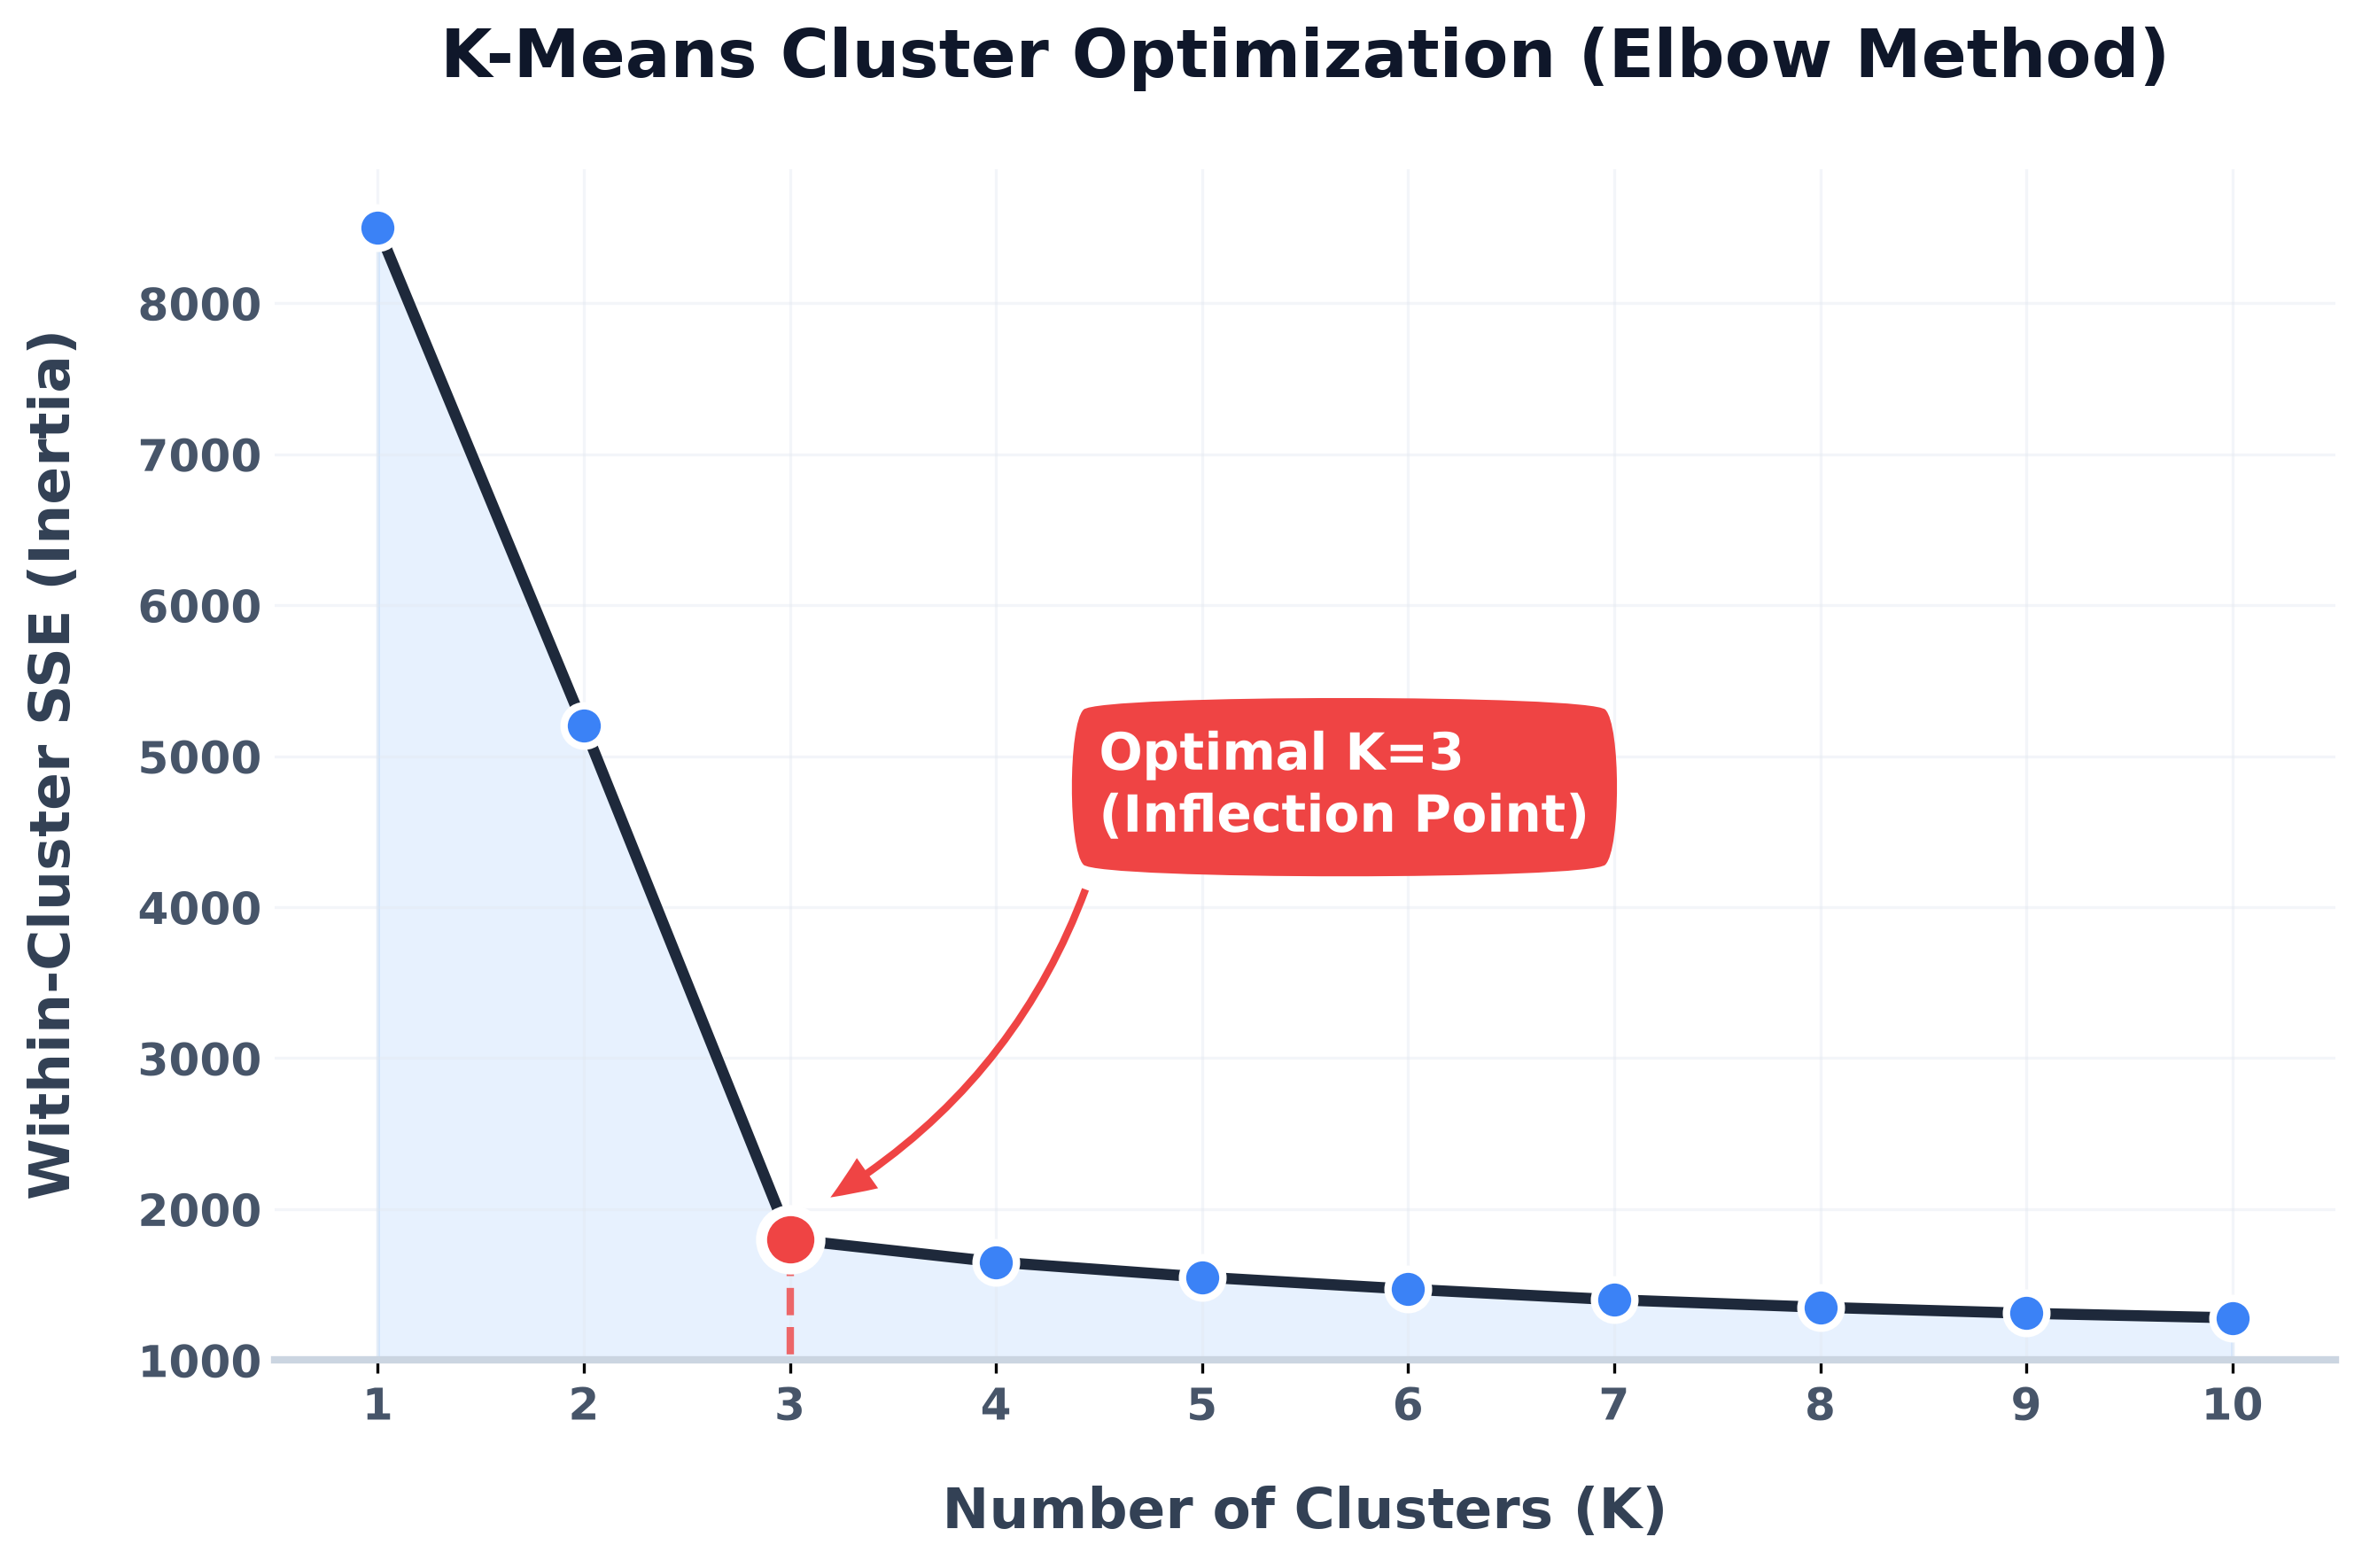 K-Means Cluster Optimization (Elbow Method)
Within-Cluster SSE (Inertia)
8000
7000
6000
5000
4000
3000
2000
1000
Optimal K=3
(Inflection Point)
1 2 3 4 5 6 7 8 9 10
Number of Clusters (K)